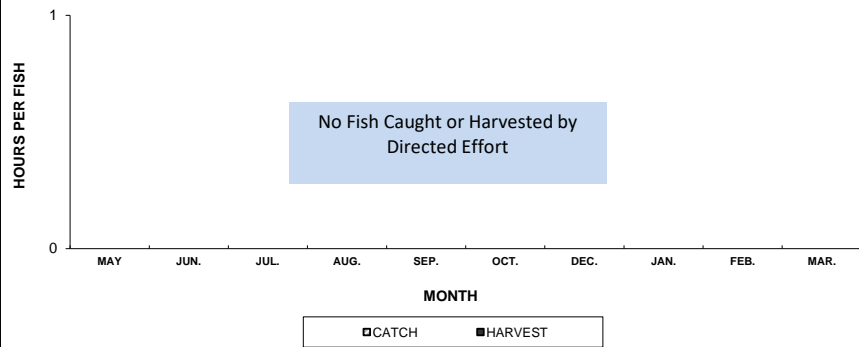 1
HOURS PER FISH
No Fish Caught or Harvested by
Directed Effort
0
MAY JUN. JUL. AUG. SEP. OCT. DEC. JAN. FEB. MAR.
MONTH
CATCH HARVEST